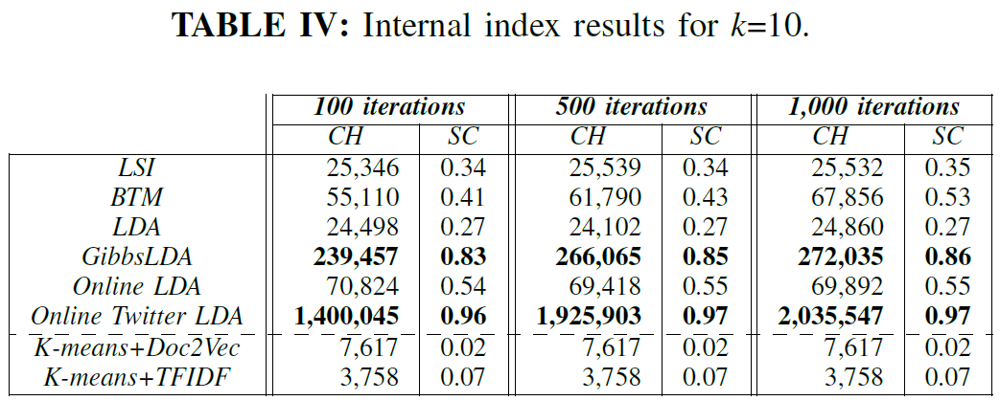 TABLE IV: Internal index results for k=10.
100 iterations 500 iterations 1,000 iterations
CH SC CH SC CH SC
LSI 25,346 0.34 25,539 0.34 25,532 0.35
BTM 55,110 0.41 61,790 0.43 67,856 0.53
LDA 24,498 0.27 24,102 0.27 24,860 0.27
GibbsLDA 239,457 0.83 266,065 0.85 272,035 0.86
Online LDA 70,824 0.54 69,418 0.55 69,892 0.55
Online Twitter LDA 1,400,045 0.96 1,925,903 0.97 2,035,547 0.97
K-means+Doc2Vec 7,617 0.02 7,617 0.02 7,617 0.02
K-means+TFIDF 3,758 0.07 3,758 0.07 3,758 0.07